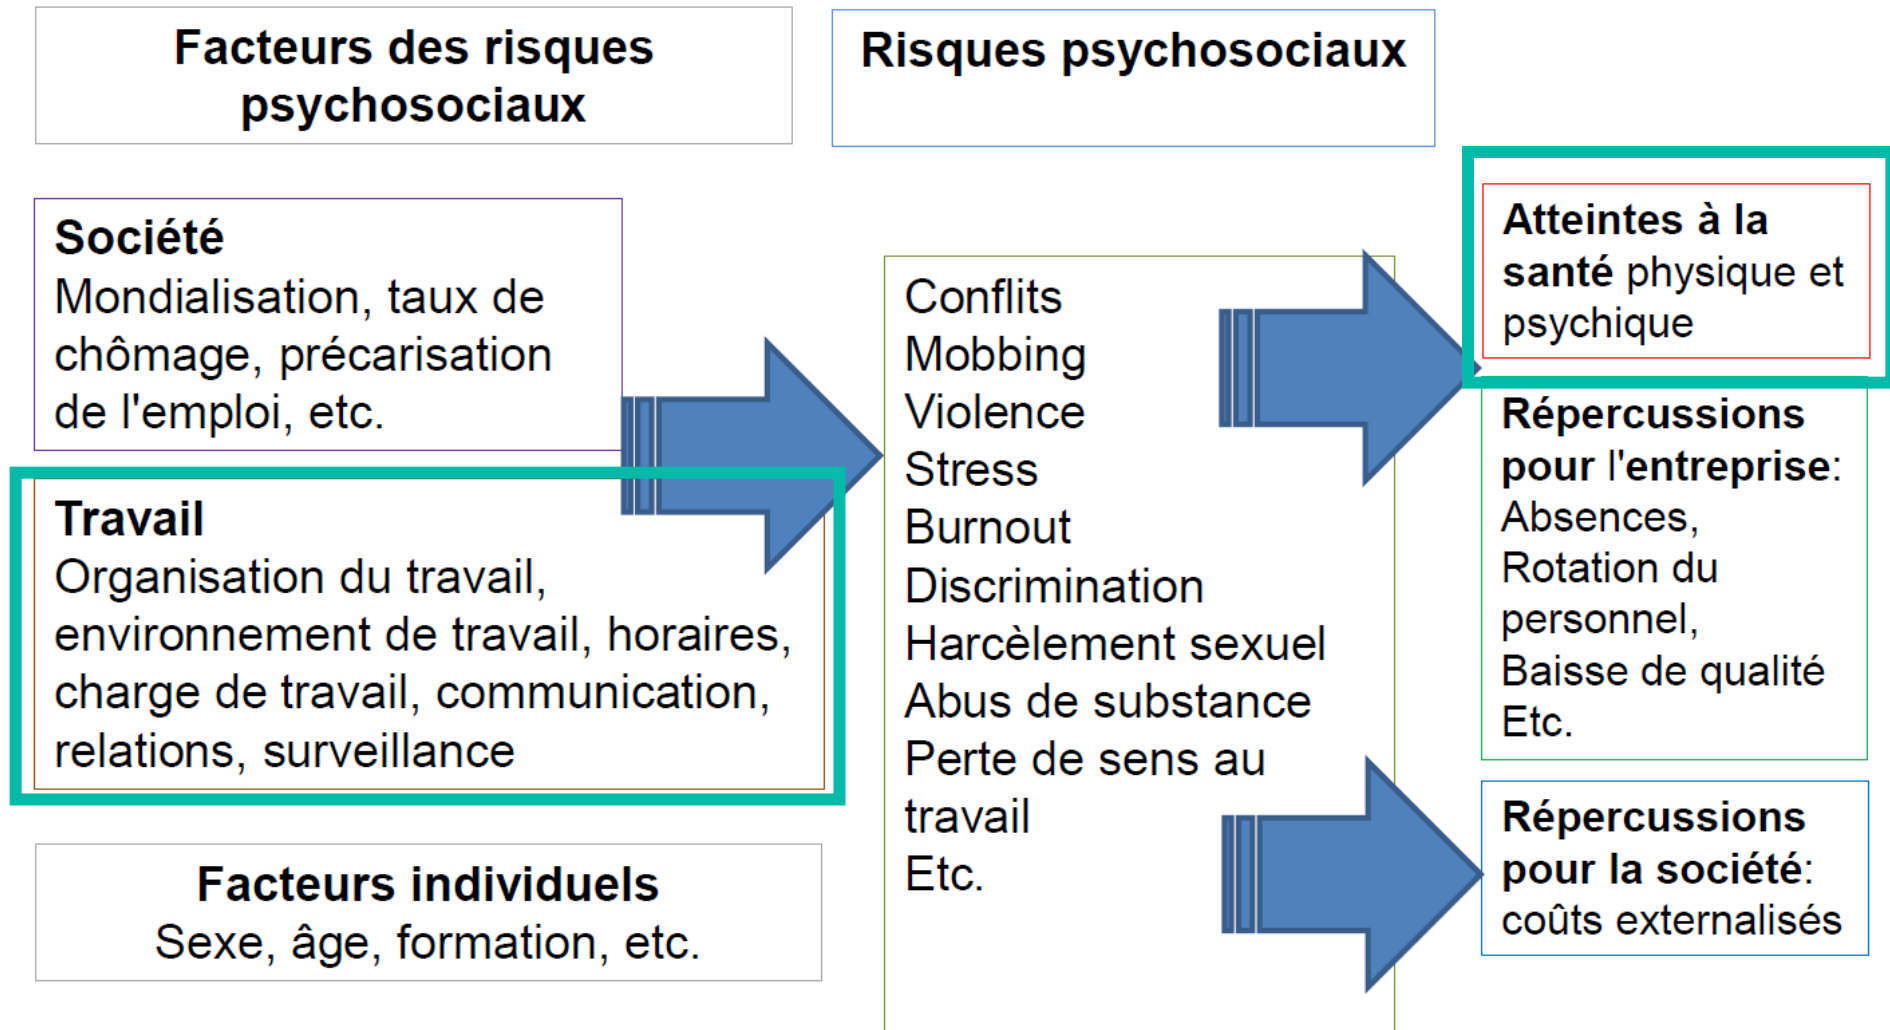 Facteurs des risques
psychosociaux
Risques psychosociaux
Société
Mondialisation, taux de
chômage, précarisation
de l'emploi, etc.
Travail
Organisation du travail,
environnement de travail, horaires,
charge de travail, communication,
relations, surveillance
Facteurs individuels
Sexe, âge, formation, etc.
Conflits
Mobbing
Violence
Stress
Burnout
Discrimination
Harcèlement sexuel
Abus de substance
Perte de sens au
travail
Etc.
Atteintes à la
santé physique et
psychique
Répercussions
pour l'entreprise:
Absences,
Rotation du
personnel,
Baisse de qualité
Etc.
Répercussions
pour la société:
coûts externalisés